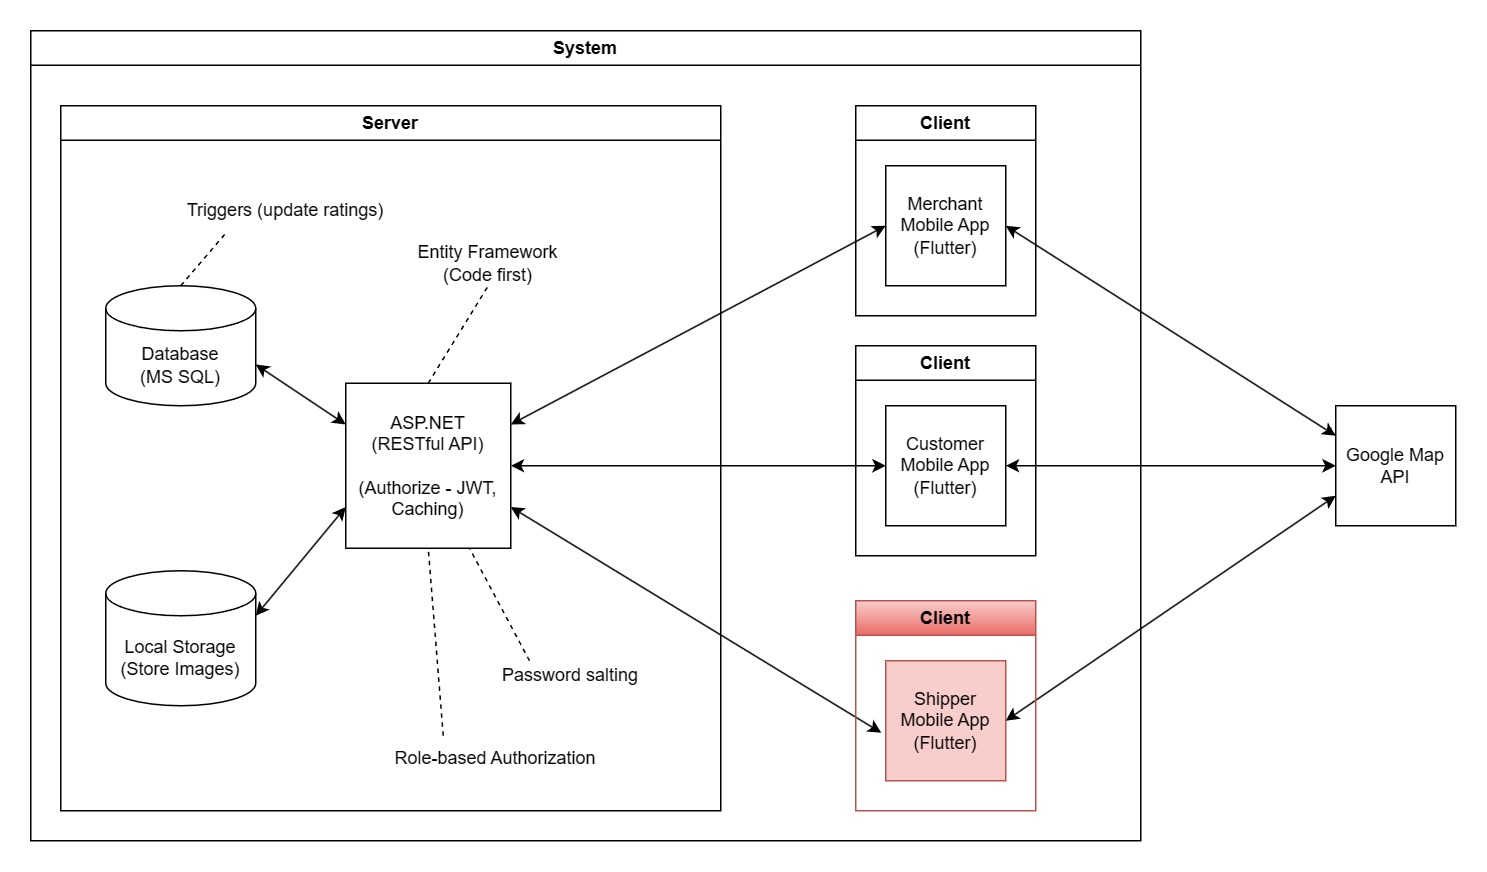 System
Server
Triggers (update ratings)
Entity Framework
(Code first)
Database
(MS SQL)
ASP.NET
(RESTful API)
(Authorize - JWT,
Caching)
Local Storage
(Store Images)
Password salting
Role-based Authorization
Client
Merchant
Mobile App
(Flutter)
Client
Customer
Mobile App
(Flutter)
Client
Shipper
Mobile App
(Flutter)
Google Map
API